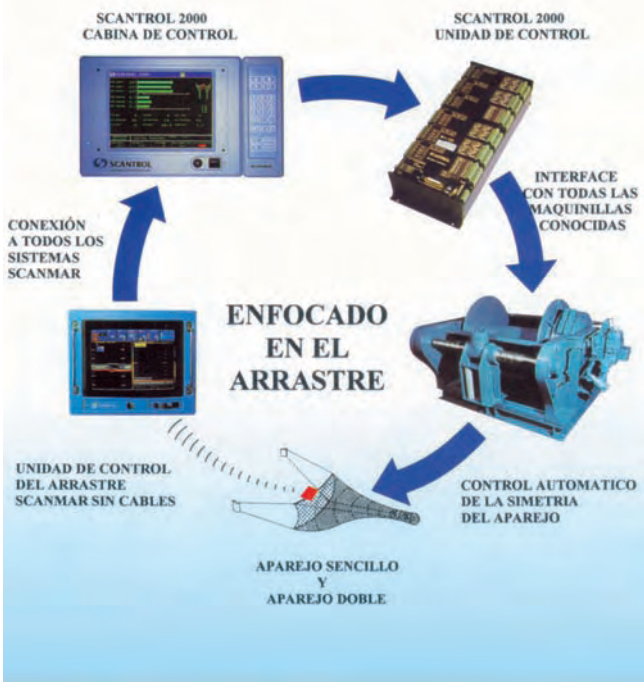 SCANTROL 2000
CABINA DE CONTROL
SCANTROL 2000
UNIDAD DE CONTROL
SCANTROL
CONEXIÓN
A TODOS LOS
SISTEMAS
SCANMAR
INTERFACE
CON TODAS LAS
MAQUINILLAS
CONOCIDAS
ENFOCADO
EN EL
ARRASTRE
UNIDAD DE CONTROL
DEL ARRASTRE
SCANMAR SIN CABLES
CONTROL AUTOMATICO
DE LA SIMETRIA
DEL APAREJO
APAREJO SENCILLO
Y
APAREJO DOBLE